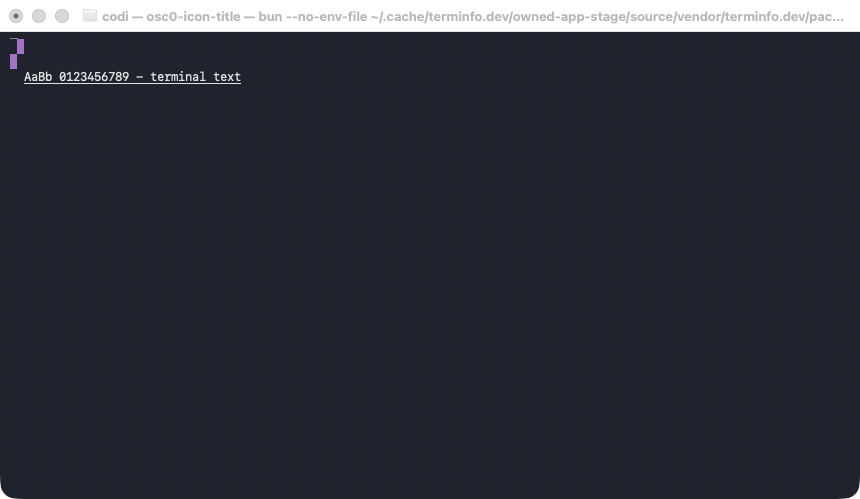 codi — osc0-icon-title — bun --no-env-file ~/.cache/terminfo.dev/owned-app-stage/source/vendor/terminfo.dev/pac...
AaBb 0123456789 — terminal text